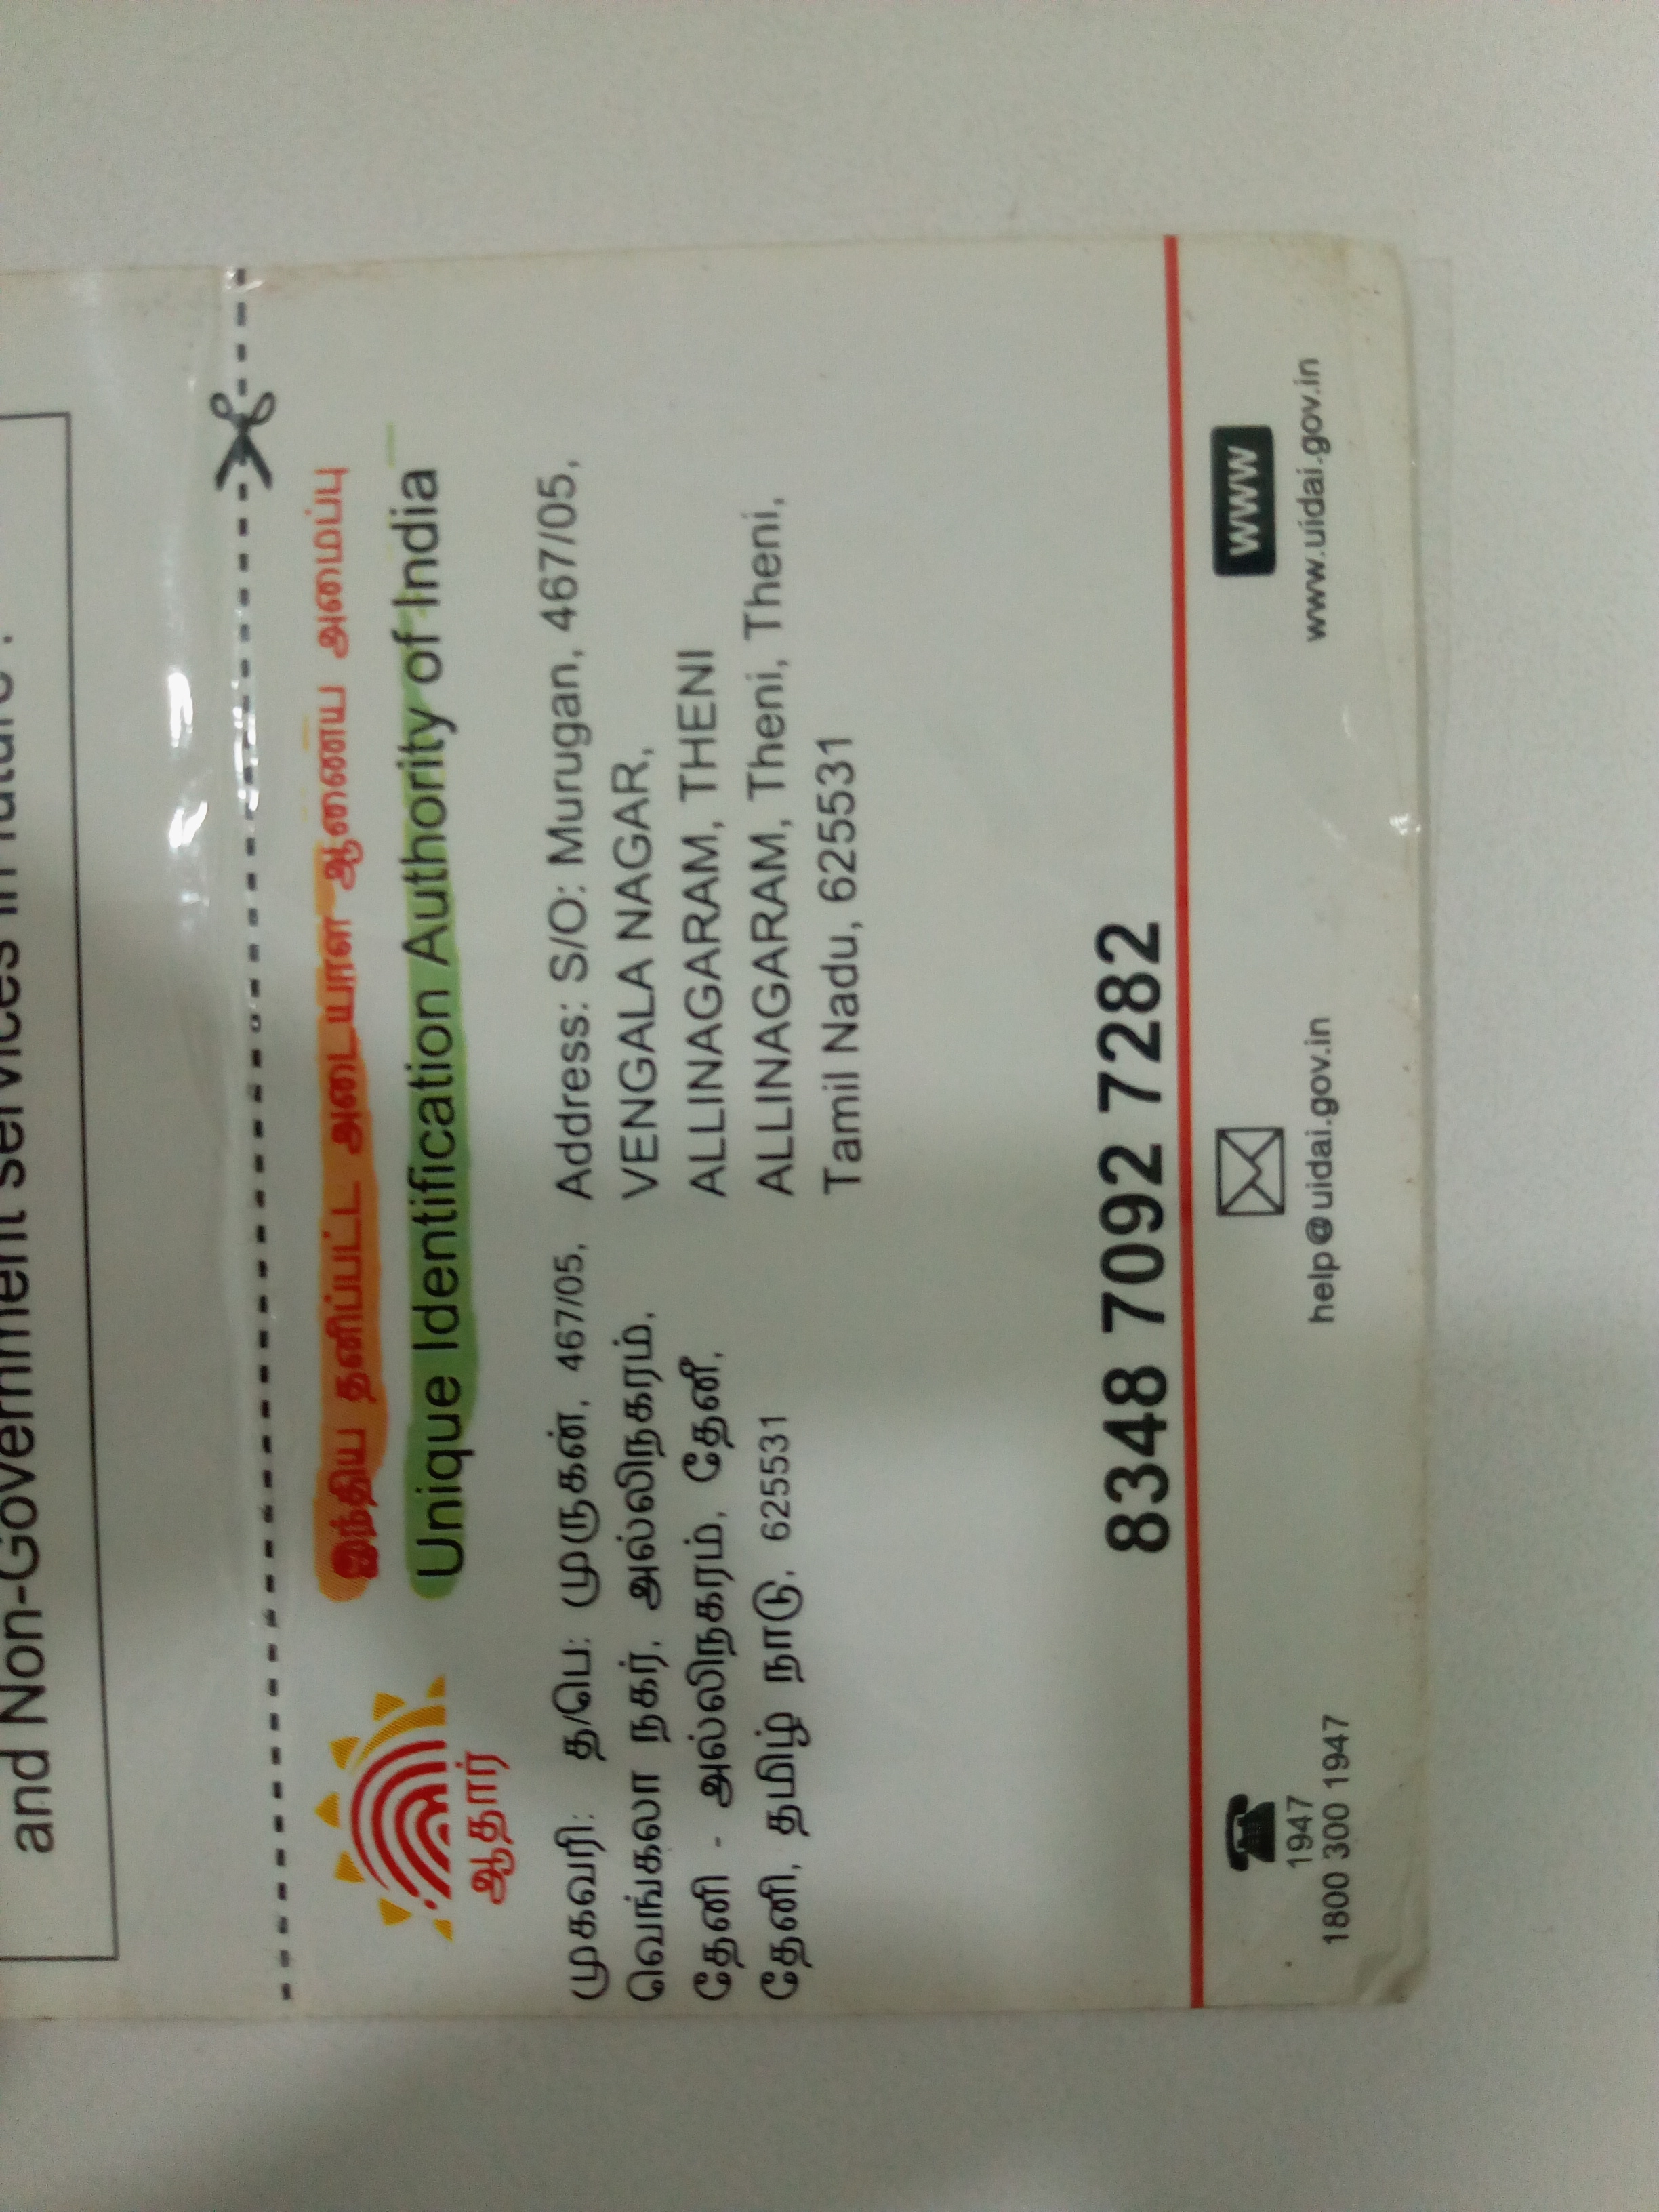 and Non-Government services in future.
இந்திய தனிப்பட்ட அடையாள ஆணைய அமைப்பு
Unique Identification Authority of India
ஆதார்
முகவரி: த/பெ: முருகன், 467/05,
வெங்கலா நகர், அல்லிநகரம்,
தேனி - அல்லிநகரம், தேனீ,
தேனி, தமிழ் நாடு, 625531
Address: S/O: Murugan, 467/05,
VENGALA NAGAR,
ALLINAGARAM, THENI
ALLINAGARAM, Theni, Theni,
Tamil Nadu, 625531
8348 7092 7282
1947
1800 300 1947
help@uidai.gov.in
www
www.uidai.gov.in